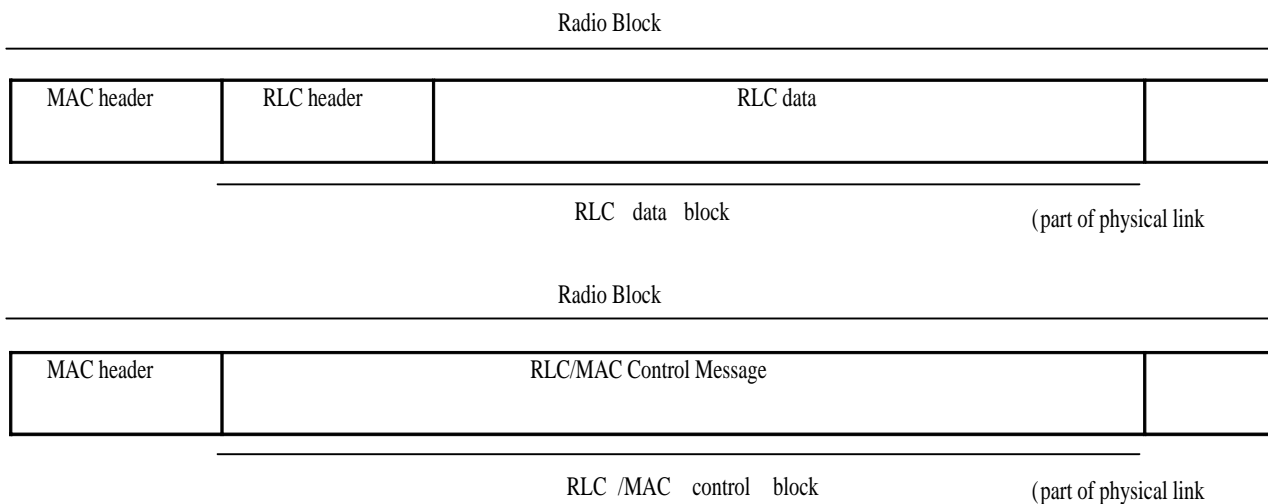 Radio Block
MAC header RLC header RLC data
RLC data block (part of physical link
Radio Block
MAC header RLC/MAC Control Message
RLC /MAC control block (part of physical link